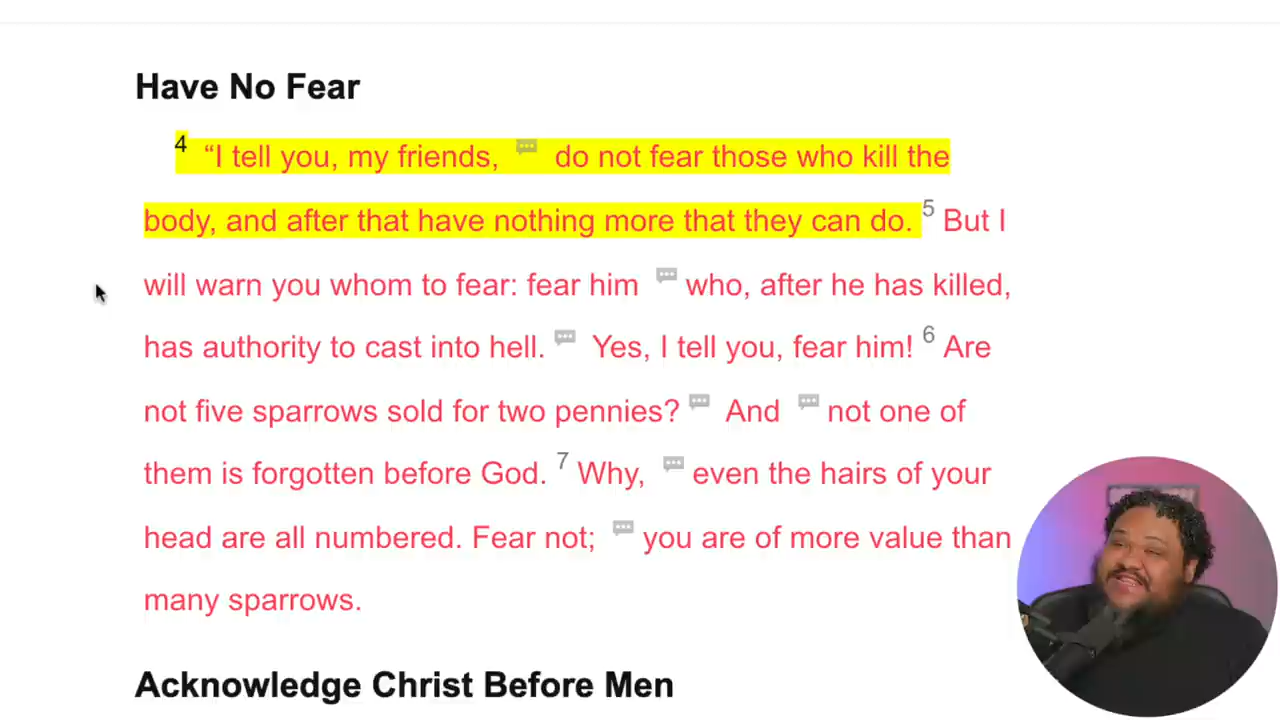 Have No Fear
4 “I tell you, my friends, do not fear those who kill the
body, and after that have nothing more that they can do. 5 But I
will warn you whom to fear: fear him who, after he has killed,
has authority to cast into hell. Yes, I tell you, fear him! 6 Are
not five sparrows sold for two pennies? And not one of
them is forgotten before God. 7 Why, even the hairs of your
head are all numbered. Fear not; you are of more value than
many sparrows.
Acknowledge Christ Before Men